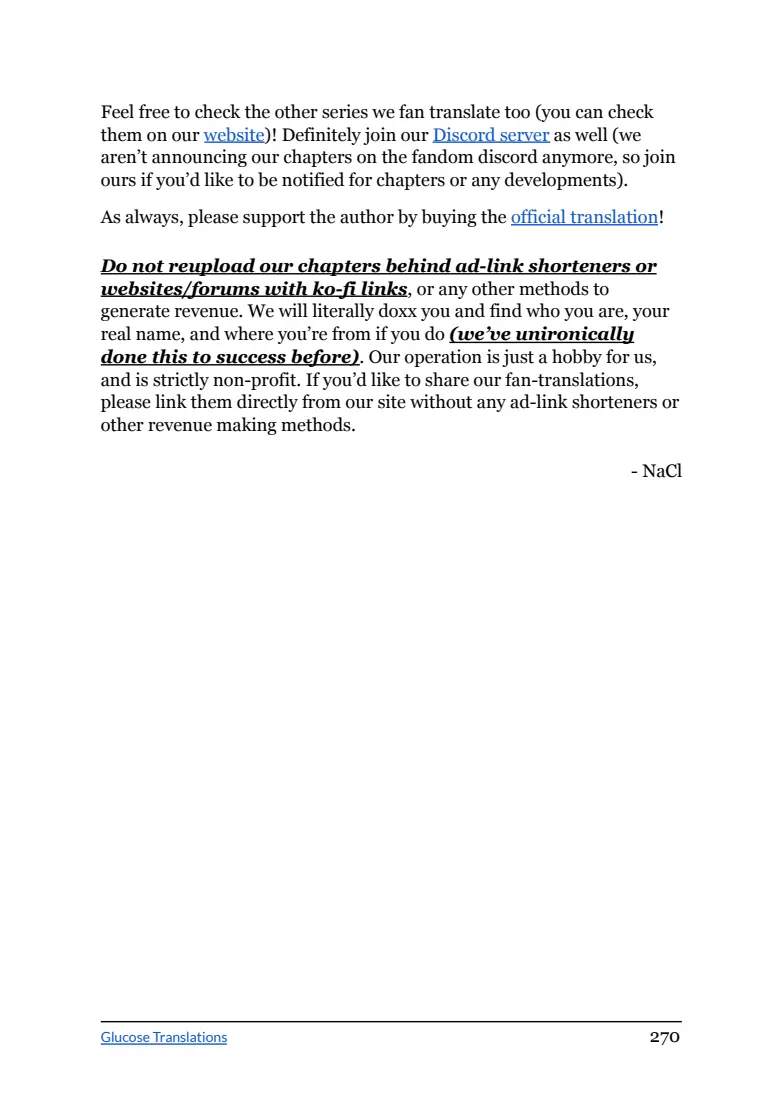 Feel free to check the other series we fan translate too (you can check
them on our website)! Definitely join our Discord server as well (we
aren’t announcing our chapters on the fandom discord anymore, so join
ours if you’d like to be notified for chapters or any developments).
As always, please support the author by buying the official translation!
Do not reupload our chapters behind ad-link shorteners or
websites/forums with ko-fi links, or any other methods to
generate revenue. We will literally doxx you and find who you are, your
real name, and where you’re from if you do (we’ve unironically
done this to success before). Our operation is just a hobby for us,
and is strictly non-profit. If you’d like to share our fan-translations,
please link them directly from our site without any ad-link shorteners or
other revenue making methods.
- NaCl
Glucose Translations 270